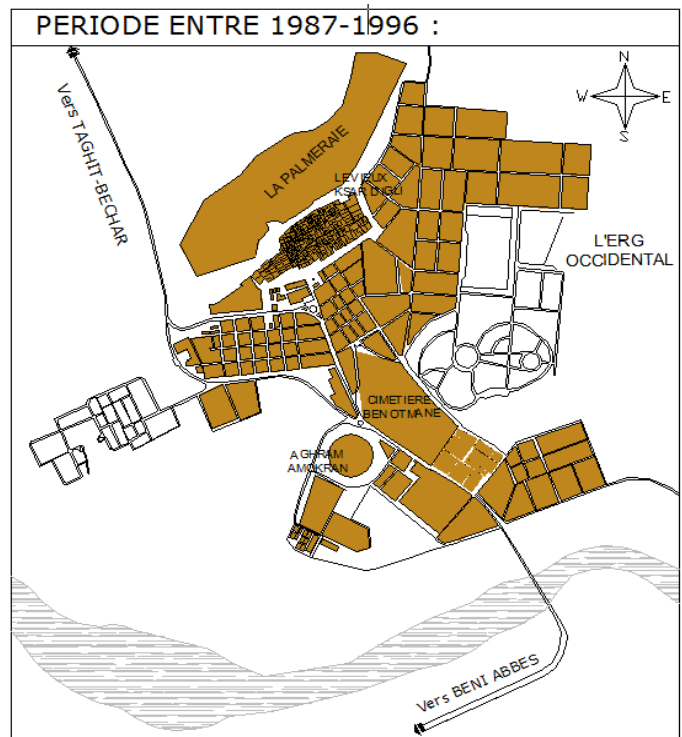 PERIODE ENTRE 1987-1996 :
N
W
E
S
Vers TAGHIT-BECHAR
LA PALMERAIE
LE VIEUX
KSAR D'IGLI
L'ERG
OCCIDENTAL
CIMETIERE
BEN OTMANE
AGHRAM
AMOKRAN
Vers BENI ABBES